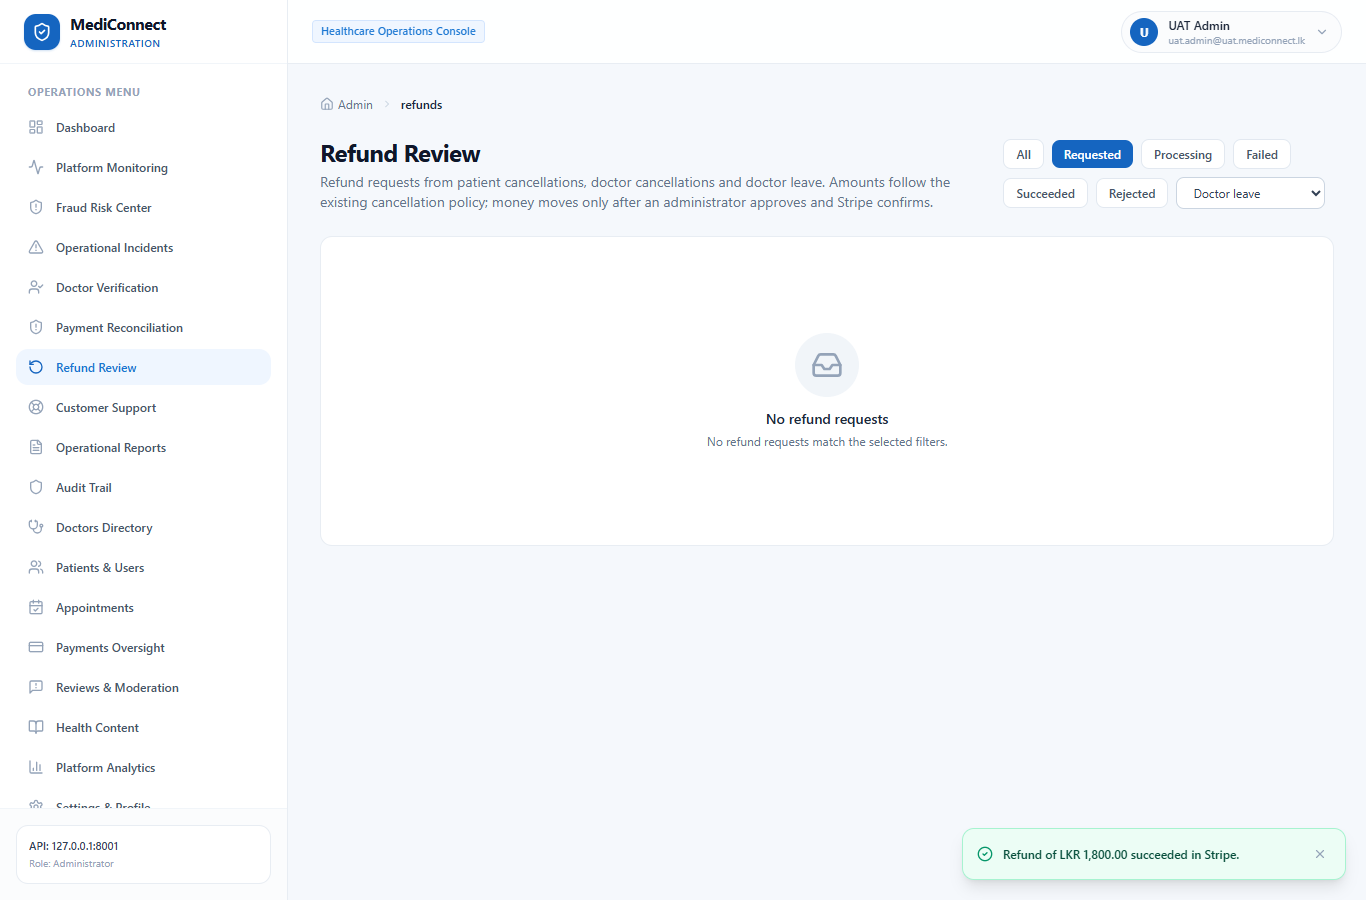 MediConnect
ADMINISTRATION
OPERATIONS MENU
Dashboard
Platform Monitoring
Fraud Risk Center
Operational Incidents
Doctor Verification
Payment Reconciliation
Refund Review
Customer Support
Operational Reports
Audit Trail
Doctors Directory
Patients & Users
Appointments
Payments Oversight
Reviews & Moderation
Health Content
Platform Analytics
Settings & Profile
API: 127.0.0.1:8001
Role: Administrator
Healthcare Operations Console
U
UAT Admin
uat.admin@uat.mediconnect.lk
Admin
refunds
Refund Review
Refund requests from patient cancellations, doctor cancellations and doctor leave. Amounts follow the
existing cancellation policy; money moves only after an administrator approves and Stripe confirms.
All
Requested
Processing
Failed
Succeeded
Rejected
Doctor leave
No refund requests
No refund requests match the selected filters.
Refund of LKR 1,800.00 succeeded in Stripe.